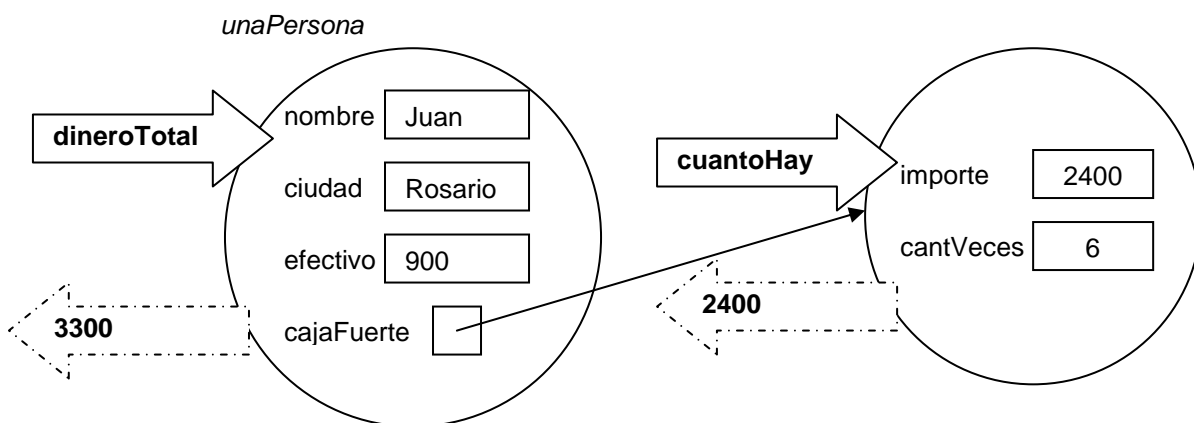 unaPersona
dineroTotal
nombre
Juan
ciudad
Rosario
efectivo
900
cajaFuerte
3300
cuantoHay
importe
2400
cantVeces
6
2400